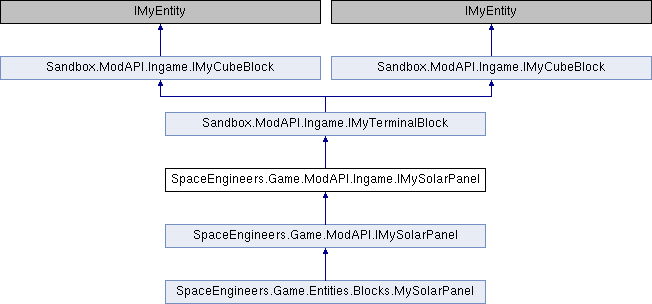 IMyEntity
IMyEntity
Sandbox.ModAPI.Ingame.IMyCubeBlock
Sandbox.ModAPI.Ingame.IMyCubeBlock
Sandbox.ModAPI.Ingame.IMyTerminalBlock
SpaceEngineers.Game.ModAPI.Ingame.IMySolarPanel
SpaceEngineers.Game.ModAPI.IMySolarPanel
SpaceEngineers.Game.Entities.Blocks.MySolarPanel